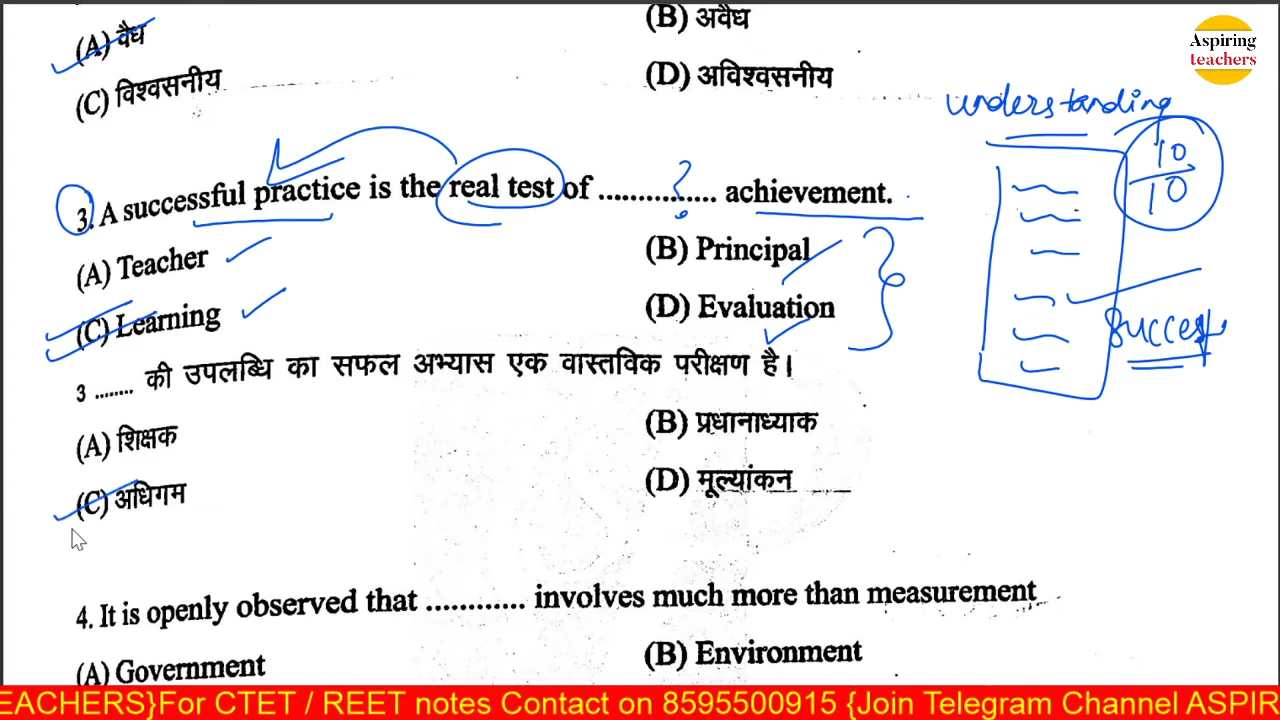 (A) वैध
(B) अवैध
(C) विश्वसनीय
(D) अविश्वसनीय
Aspiring
teachers
understanding
10
10
3. A successful practice is the real test of ................ achievement.
?
(A) Teacher
(B) Principal
(C) Learning
(D) Evaluation
Success
3 ........ की उपलब्धि का सफल अभ्यास एक वास्तविक परीक्षण है।
(A) शिक्षक
(B) प्रधानाध्याक
(C) अधिगम
(D) मूल्यांकन
4. It is openly observed that ............ involves much more than measurement
(A) Government
(B) Environment
EACHERS}For CTET / REET notes Contact on 8595500915 {Join Telegram Channel ASPIR